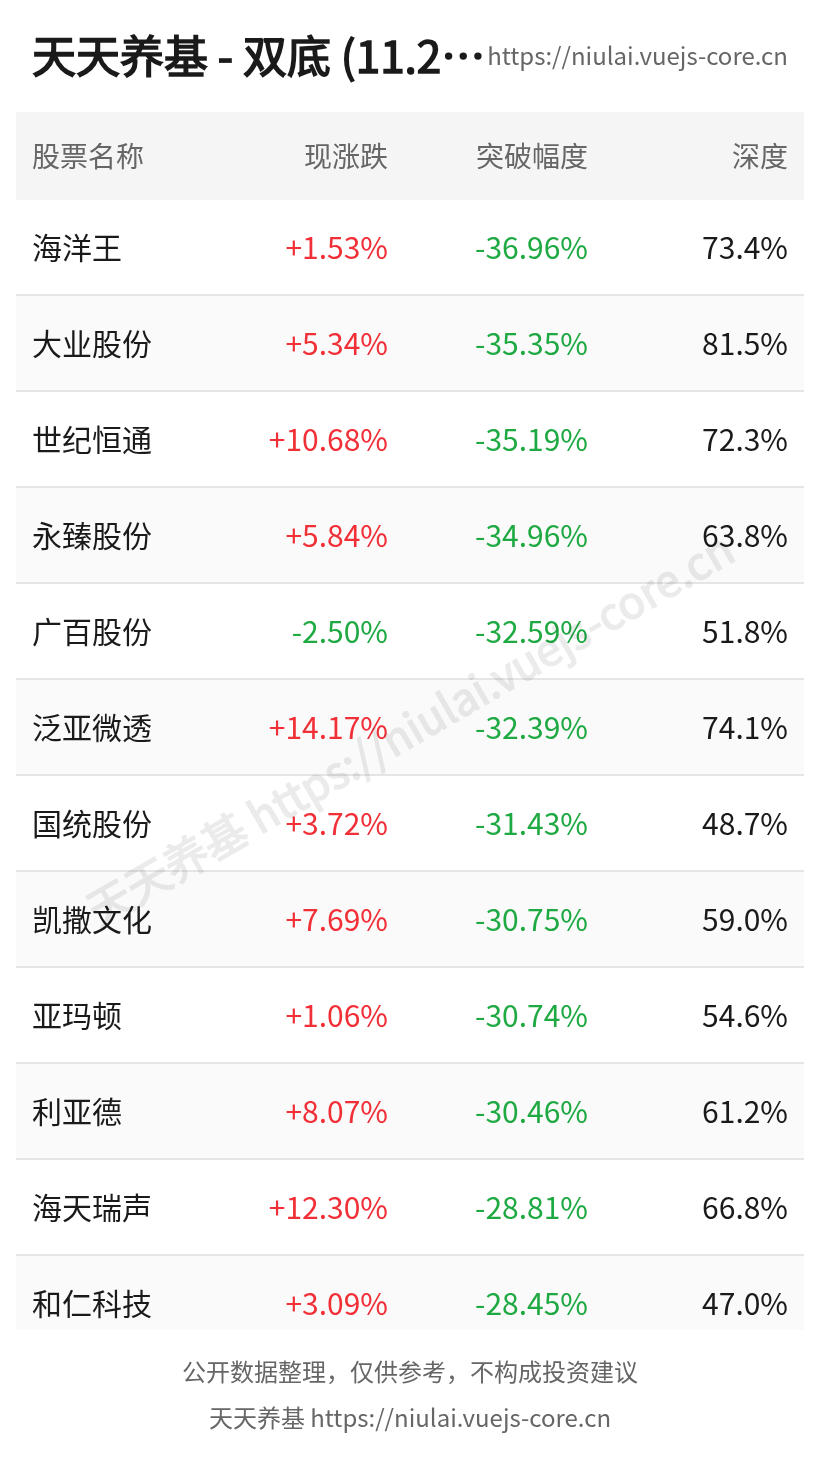 天天养基 - 双底 (11.2… https://niulai.vuejs-core.cn
股票名称 现涨跌 突破幅度 深度
海洋王 +1.53% -36.96% 73.4%
大业股份 +5.34% -35.35% 81.5%
世纪恒通 +10.68% -35.19% 72.3%
永臻股份 +5.84% -34.96% 63.8%
广百股份 -2.50% -32.59% 51.8%
泛亚微透 +14.17% -32.39% 74.1%
国统股份 +3.72% -31.43% 48.7%
凯撒文化 +7.69% -30.75% 59.0%
亚玛顿 +1.06% -30.74% 54.6%
利亚德 +8.07% -30.46% 61.2%
海天瑞声 +12.30% -28.81% 66.8%
和仁科技 +3.09% -28.45% 47.0%
天天养基 https://niulai.vuejs-core.cn
公开数据整理，仅供参考，不构成投资建议
天天养基 https://niulai.vuejs-core.cn